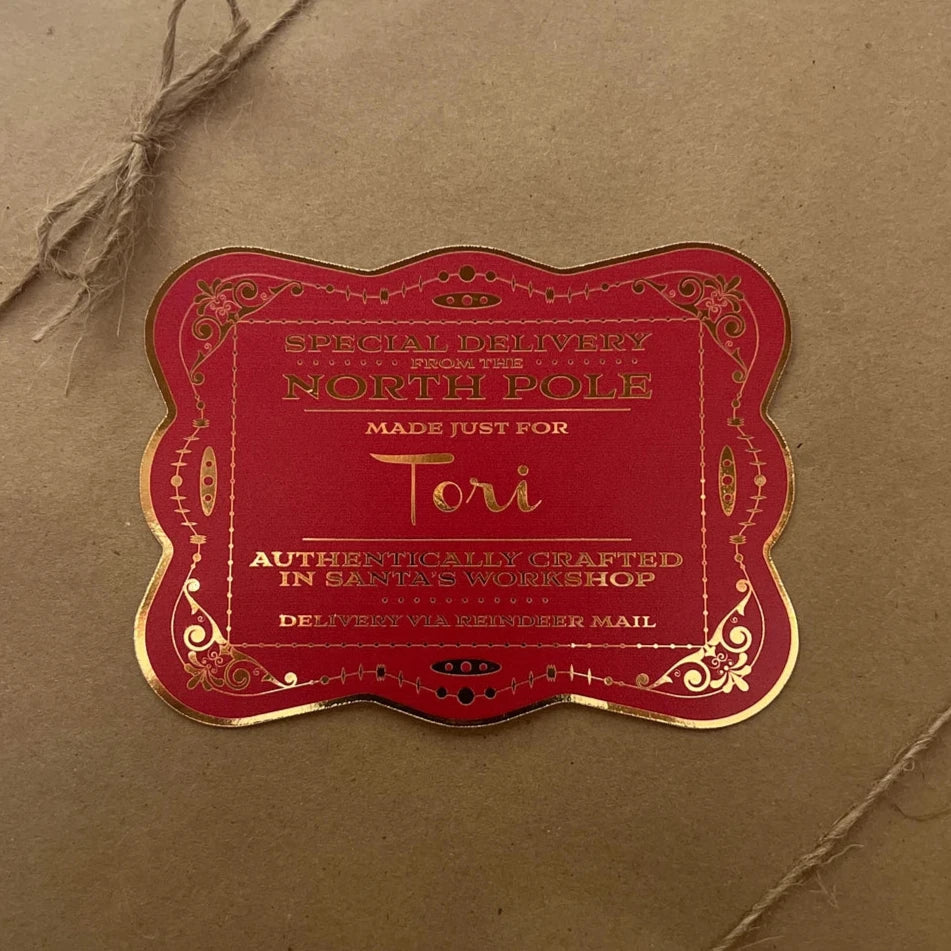 SPECIAL DELIVERY
FROM THE
NORTH POLE
MADE JUST FOR
Tori
AUTHENTICALLY CRAFTED
IN SANTA'S WORKSHOP
DELIVERY VIA REINDEER MAIL